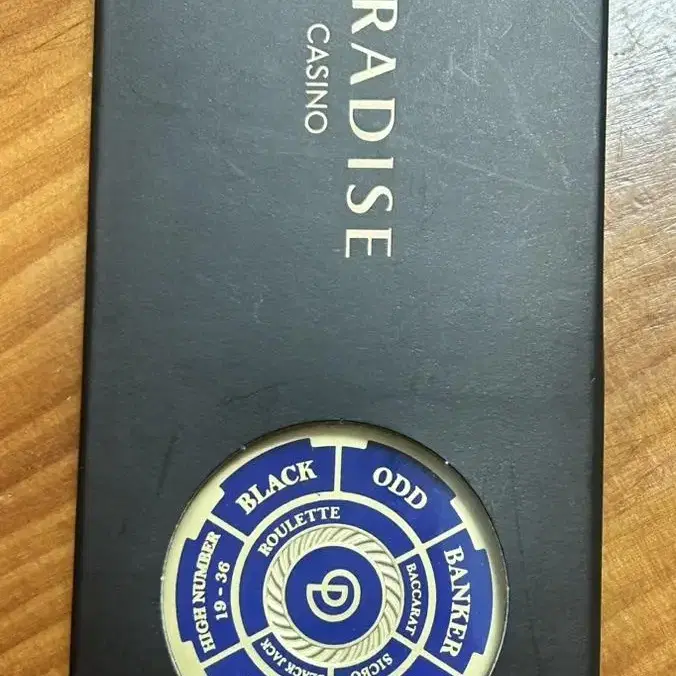 RADISE
CASINO
BLACK
ODD
BANKER
HIGH NUMBER
19 - 36
ROULETTE
BACCARAT
SICBO
BLACK JACK